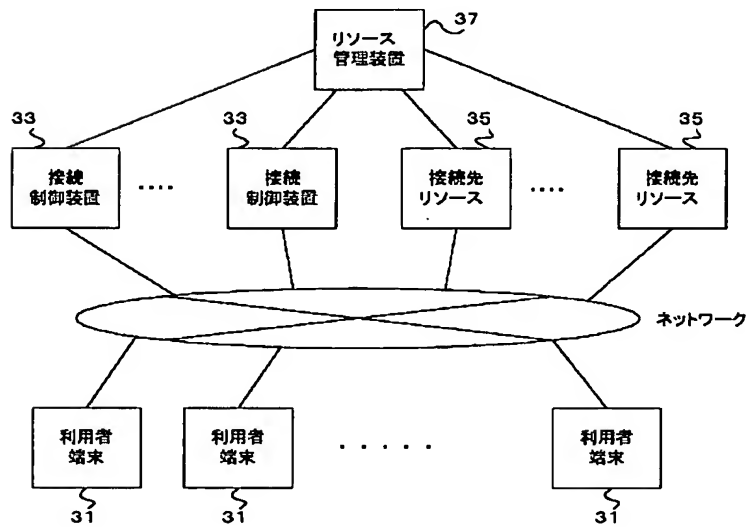 37
リソース
管理装置
33
33
35
35
接続
制御装置
‥‥
接続
制御装置
接続先
リソース
‥‥
接続先
リソース
ネットワーク
利用者
端末
利用者
端末
・・・・・
利用者
端末
31
31
31